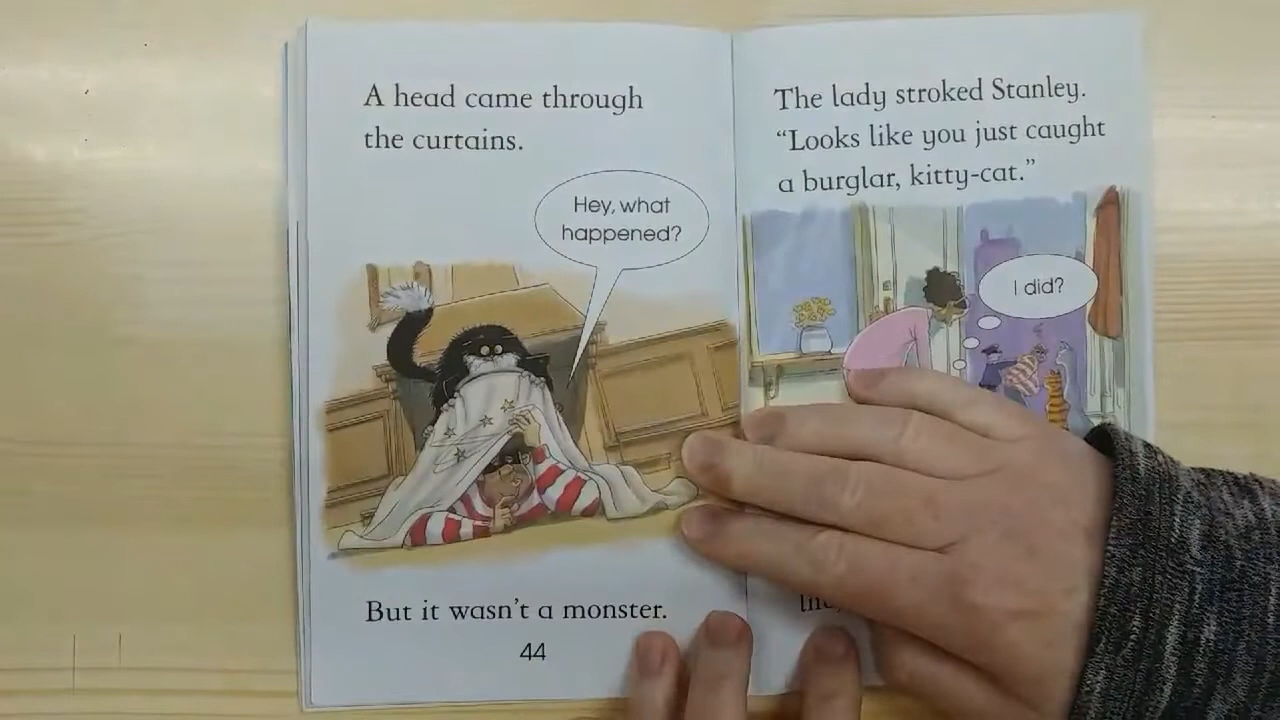 A head came through
the curtains.
Hey, what
happened?
But it wasn't a monster.
44
The lady stroked Stanley.
“Looks like you just caught
a burglar, kitty-cat.”
I did?